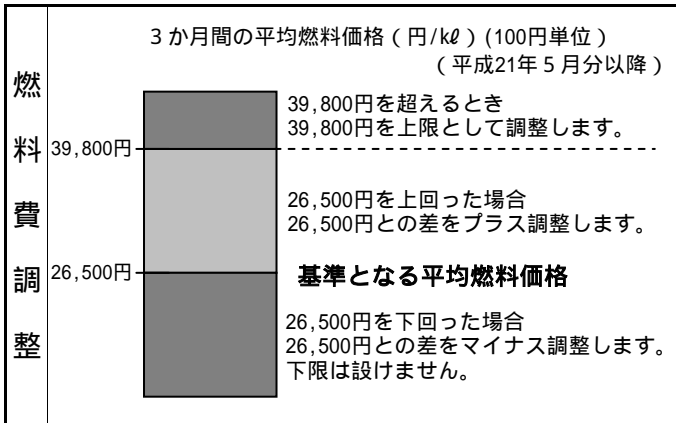 燃料費調整
3か月間の平均燃料価格(円/kℓ)(100円単位)
(平成21年5月分以降)
39,800円を超えるとき
39,800円を上限として調整します。
39,800円
26,500円を上回った場合
26,500円との差をプラス調整します。
26,500円
基準となる平均燃料価格
26,500円を下回った場合
26,500円との差をマイナス調整します。
下限は設けません。